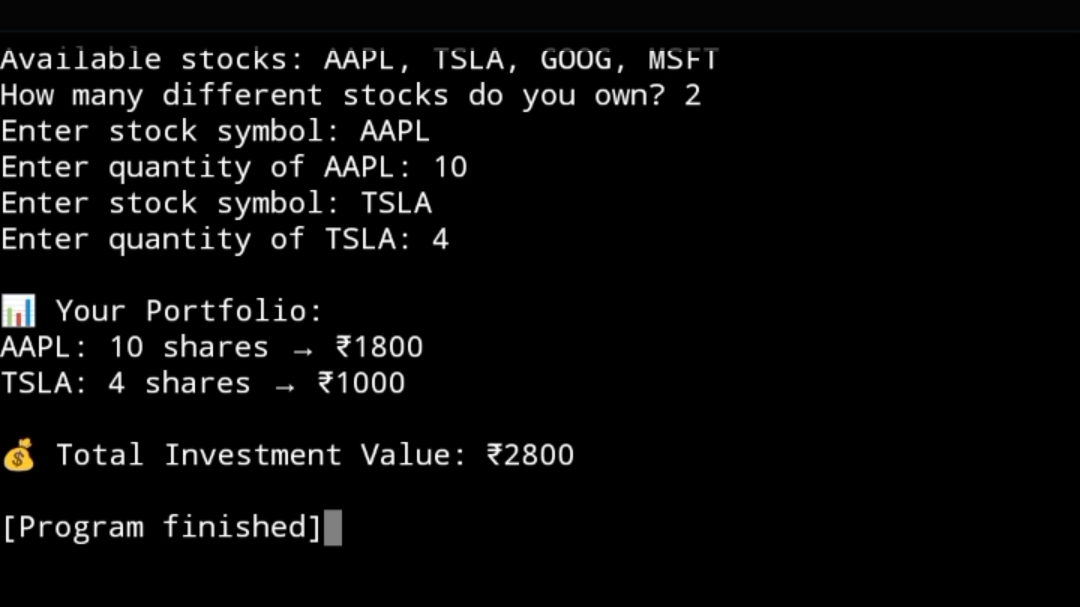 Available stocks: AAPL, TSLA, GOOG, MSFT
How many different stocks do you own? 2
Enter stock symbol: AAPL
Enter quantity of AAPL: 10
Enter stock symbol: TSLA
Enter quantity of TSLA: 4
📊 Your Portfolio:
AAPL: 10 shares → ₹1800
TSLA: 4 shares → ₹1000
💰 Total Investment Value: ₹2800
[Program finished]